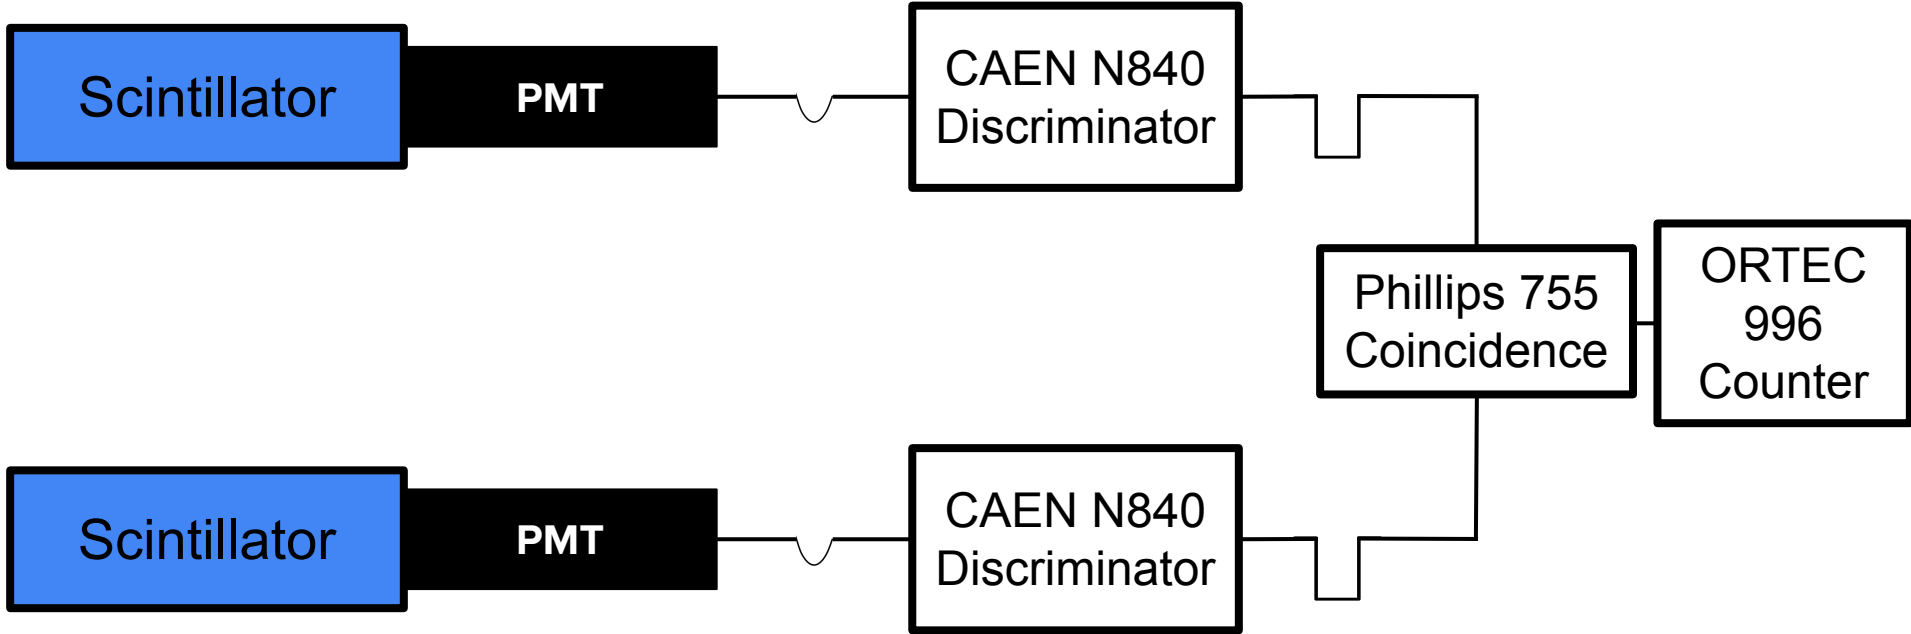 Scintillator
PMT
CAEN N840
Discriminator
Phillips 755
Coincidence
ORTEC
996
Counter
Scintillator
PMT
CAEN N840
Discriminator